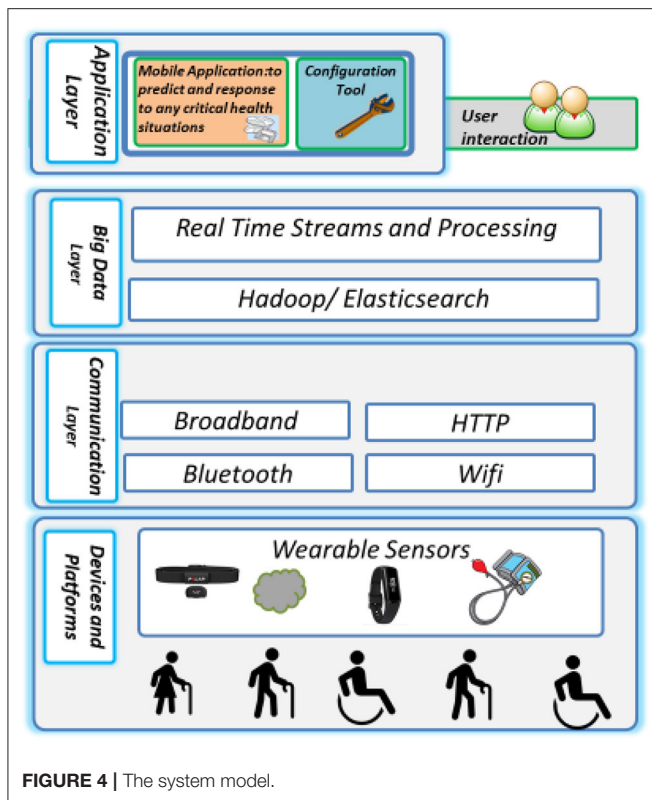 Application
Layer
Mobile Application:to
predict and response
to any critical health
situations
Configuration
Tool
User
interaction
Big Data
Layer
Real Time Streams and Processing
Hadoop/ Elasticsearch
Communication
Layer
Broadband
HTTP
Bluetooth
Wifi
Devices and
Platforms
Wearable Sensors
POLAR
FIGURE 4 | The system model.